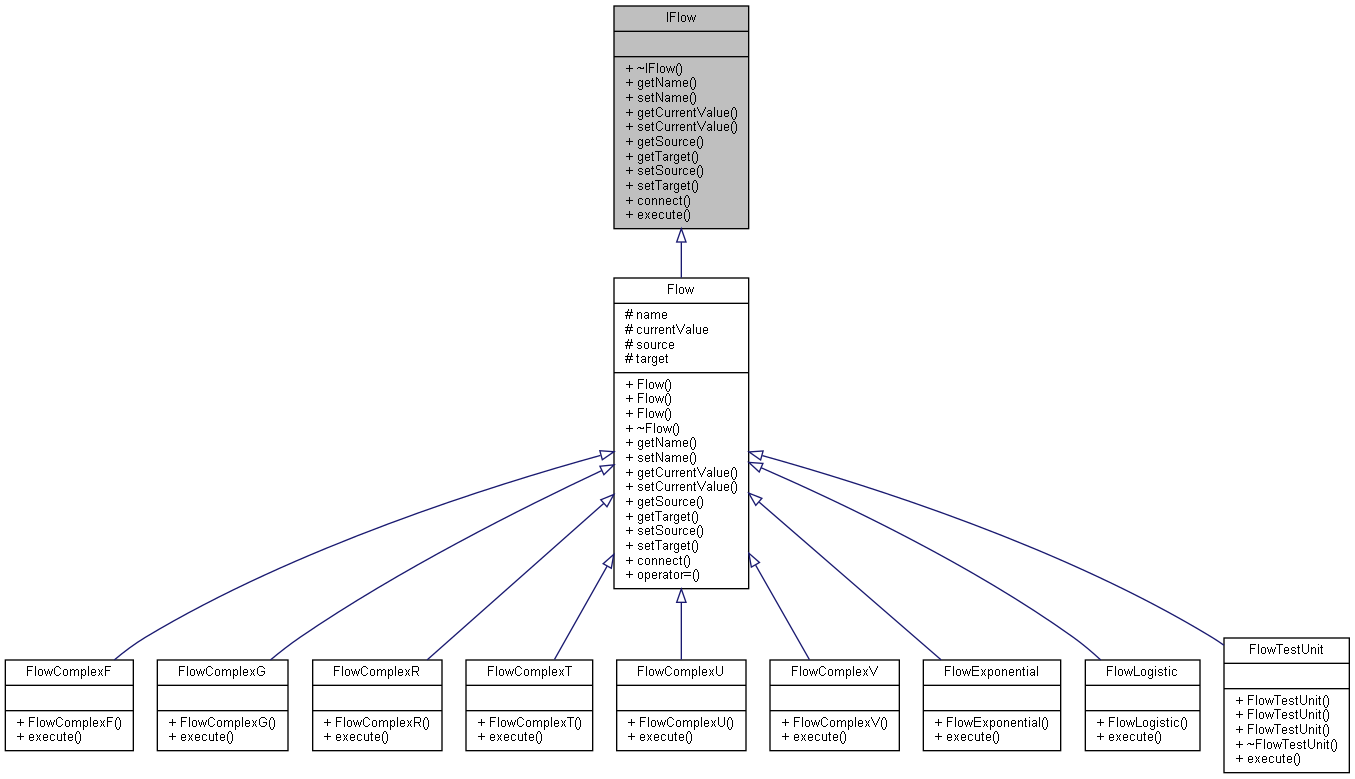 IFlow
+ ~IFlow()
+ getName()
+ setName()
+ getCurrentValue()
+ setCurrentValue()
+ getSource()
+ getTarget()
+ setSource()
+ setTarget()
+ connect()
+ execute()
Flow
# name
# currentValue
# source
# target
+ Flow()
+ Flow()
+ Flow()
+ ~Flow()
+ getName()
+ setName()
+ getCurrentValue()
+ setCurrentValue()
+ getSource()
+ getTarget()
+ setSource()
+ setTarget()
+ connect()
+ operator=()
FlowComplexF
+ FlowComplexF()
+ execute()
FlowComplexG
+ FlowComplexG()
+ execute()
FlowComplexR
+ FlowComplexR()
+ execute()
FlowComplexT
+ FlowComplexT()
+ execute()
FlowComplexU
+ FlowComplexU()
+ execute()
FlowComplexV
+ FlowComplexV()
+ execute()
FlowExponential
+ FlowExponential()
+ execute()
FlowLogistic
+ FlowLogistic()
+ execute()
FlowTestUnit
+ FlowTestUnit()
+ FlowTestUnit()
+ FlowTestUnit()
+ ~FlowTestUnit()
+ execute()